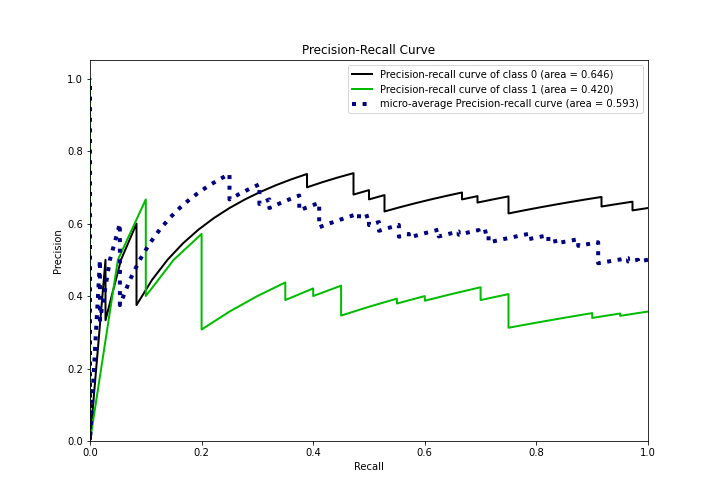 Precision-Recall Curve
Precision-recall curve of class 0 (area = 0.646)
Precision-recall curve of class 1 (area = 0.420)
micro-average Precision-recall curve (area = 0.593)
1.0
0.8
0.6
0.4
0.2
0.0
Precision
0.0 0.2 0.4 0.6 0.8 1.0
Recall